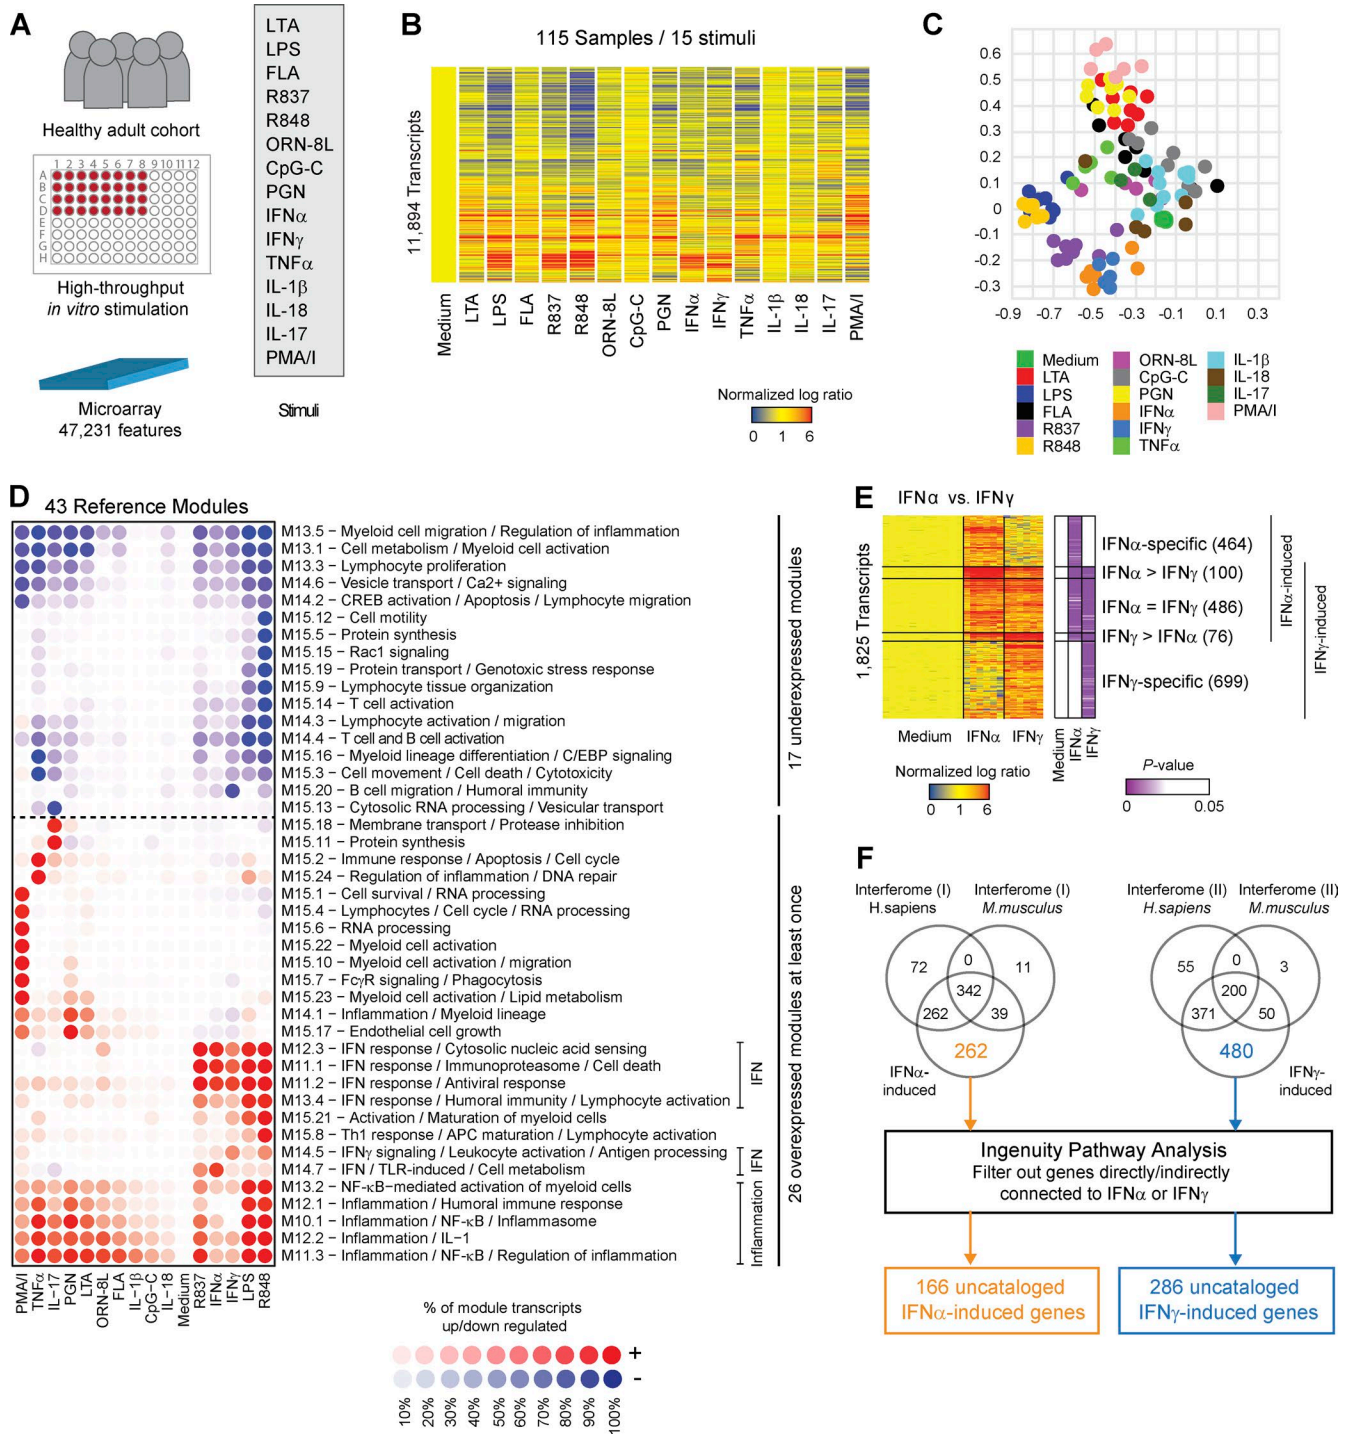 A
Healthy adult cohort
1 2 3 4 5 6 7 8 9 10 11 12
A
B
C
D
E
F
G
H
High-throughput
in vitro stimulation
Microarray
47,231 features
LTA
LPS
FLA
R837
R848
ORN-8L
CpG-C
PGN
IFNα
IFNγ
TNFα
IL-1β
IL-18
IL-17
PMA/I
Stimuli
B
115 Samples / 15 stimuli
11,894 Transcripts
Medium
LTA
LPS
FLA
R837
R848
ORN-8L
CpG-C
PGN
IFNα
IFNγ
TNFα
IL-1β
IL-18
IL-17
PMA/I
Normalized log ratio
0 1 6
C
0.6
0.5
0.4
0.3
0.2
0.1
0
-0.1
-0.2
-0.3
-0.9 -0.7 -0.5 -0.3 -0.1 0.1 0.3
Medium
LTA
LPS
FLA
R837
R848
ORN-8L
CpG-C
PGN
IFNα
IFNγ
TNFα
IL-1β
IL-18
IL-17
PMA/I
D
43 Reference Modules
M13.5 – Myeloid cell migration / Regulation of inflammation
M13.1 – Cell metabolism / Myeloid cell activation
M13.3 – Lymphocyte proliferation
M14.6 – Vesicle transport / Ca2+ signaling
M14.2 – CREB activation / Apoptosis / Lymphocyte migration
M15.12 – Cell motility
M15.5 – Protein synthesis
M15.15 – Rac1 signaling
M15.19 – Protein transport / Genotoxic stress response
M15.9 – Lymphocyte tissue organization
M15.14 – T cell activation
M14.3 – Lymphocyte activation / migration
M14.4 – T cell and B cell activation
M15.16 – Myeloid lineage differentiation / C/EBP signaling
M15.3 – Cell movement / Cell death / Cytotoxicity
M15.20 – B cell migration / Humoral immunity
M15.13 – Cytosolic RNA processing / Vesicular transport
M15.18 – Membrane transport / Protease inhibition
M15.11 – Protein synthesis
M15.2 – Immune response / Apoptosis / Cell cycle
M15.24 – Regulation of inflammation / DNA repair
M15.1 – Cell survival / RNA processing
M15.4 – Lymphocytes / Cell cycle / RNA processing
M15.6 – RNA processing
M15.22 – Myeloid cell activation
M15.10 – Myeloid cell activation / migration
M15.7 – FcγR signaling / Phagocytosis
M15.23 – Myeloid cell activation / Lipid metabolism
M14.1 – Inflammation / Myeloid lineage
M15.17 – Endothelial cell growth
M12.3 – IFN response / Cytosolic nucleic acid sensing
M11.1 – IFN response / Immunoproteasome / Cell death
M11.2 – IFN response / Antiviral response
M13.4 – IFN response / Humoral immunity / Lymphocyte activation
M15.21 – Activation / Maturation of myeloid cells
M15.8 – Th1 response / APC maturation / Lymphocyte activation
M14.5 – IFNγ signaling / Leukocyte activation / Antigen processing
M14.7 – IFN / TLR-induced / Cell metabolism
M13.2 – NF-κB–mediated activation of myeloid cells
M12.1 – Inflammation / Humoral immune response
M10.1 – Inflammation / NF-κB / Inflammasome
M12.2 – Inflammation / IL–1
M11.3 – Inflammation / NF-κB / Regulation of inflammation
IFN
IFN
Inflammation
17 underexpressed modules
26 overexpressed modules at least once
PMA/I
TNFα
IL–17
PGN
LTA
ORN-8L
FLA
IL–1β
CpG–C
IL–18
Medium
R837
IFNα
IFNγ
LPS
R848
% of module transcripts
up/down regulated
+
-
10%
20%
30%
40%
50%
60%
70%
80%
90%
100%
E
IFNα vs. IFNγ
1,825 Transcripts
IFNα-specific (464)
IFNα > IFNγ (100)
IFNα = IFNγ (486)
IFNγ > IFNα (76)
IFNγ-specific (699)
IFNα-induced
IFNγ-induced
Medium IFNα IFNγ
Medium
IFNα
IFNγ
Normalized log ratio
0 1 6
P-value
0 0.05
F
Interferome (I)
H.sapiens
Interferome (I)
M.musculus
72
0
11
342
262
39
262
IFNα-
induced
Interferome (II)
H.sapiens
Interferome (II)
M.musculus
55
0
3
200
371
50
480
IFNγ-
induced
Ingenuity Pathway Analysis
Filter out genes directly/indirectly
connected to IFNα or IFNγ
166 uncataloged
IFNα-induced genes
286 uncataloged
IFNγ-induced genes